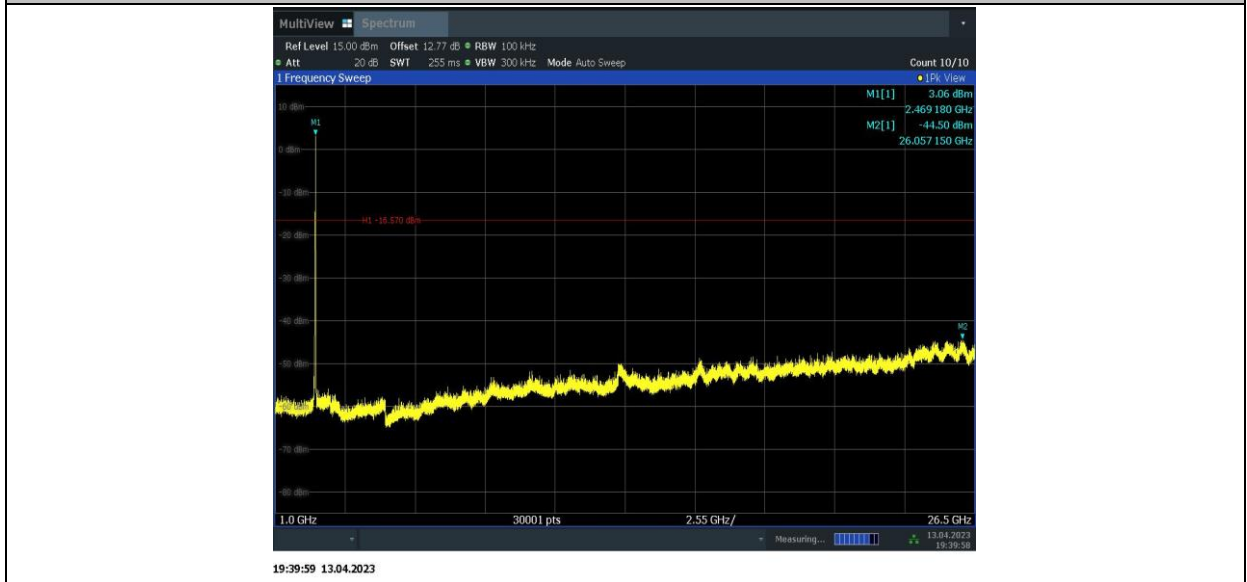 MultiView Spectrum
Ref Level 15.00 dBm Offset 12.77 dB RBW 100 kHz
Att 20 dB SWT 255 ms VBW 300 kHz Mode Auto Sweep Count 10/10
1 Frequency Sweep 1Pk View
M1[1] 3.06 dBm
2.469 180 GHz
M2[1] -44.50 dBm
26.057 150 GHz
10 dBm
M1
0 dBm
-10 dBm
H1 -16.570 dBm
-20 dBm
-30 dBm
-40 dBm
M2
-50 dBm
-70 dBm
-80 dBm
1.0 GHz 30001 pts 2.55 GHz/ 26.5 GHz
Measuring... 13.04.2023
19:39:58
19:39:59 13.04.2023